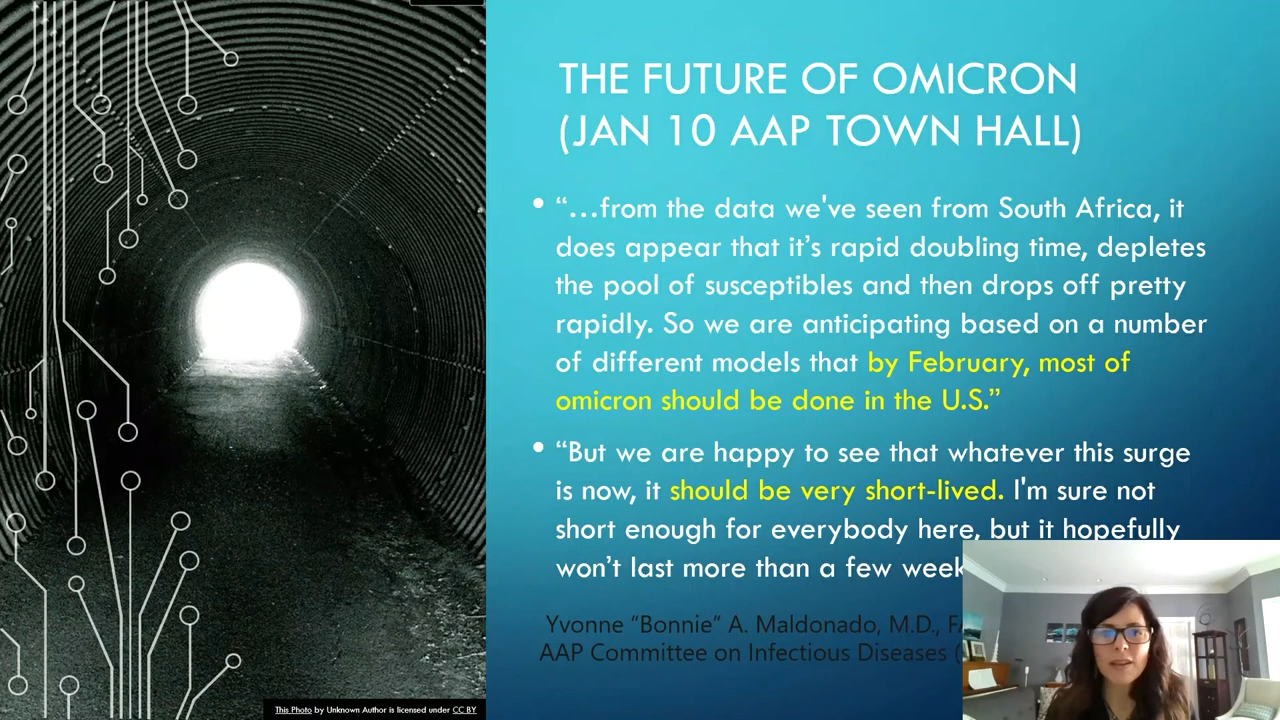 THE FUTURE OF OMICRON
(JAN 10 AAP TOWN HALL)
• “…from the data we've seen from South Africa, it
does appear that it’s rapid doubling time, depletes
the pool of susceptibles and then drops off pretty
rapidly. So we are anticipating based on a number
of different models that by February, most of
omicron should be done in the U.S.”
• “But we are happy to see that whatever this surge
is now, it should be very short-lived. I'm sure not
short enough for everybody here, but it hopefully
won’t last more than a few week
Yvonne “Bonnie” A. Maldonado, M.D.,
AAP Committee on Infectious Diseases (
This Photo by Unknown Author is licensed under CC BY